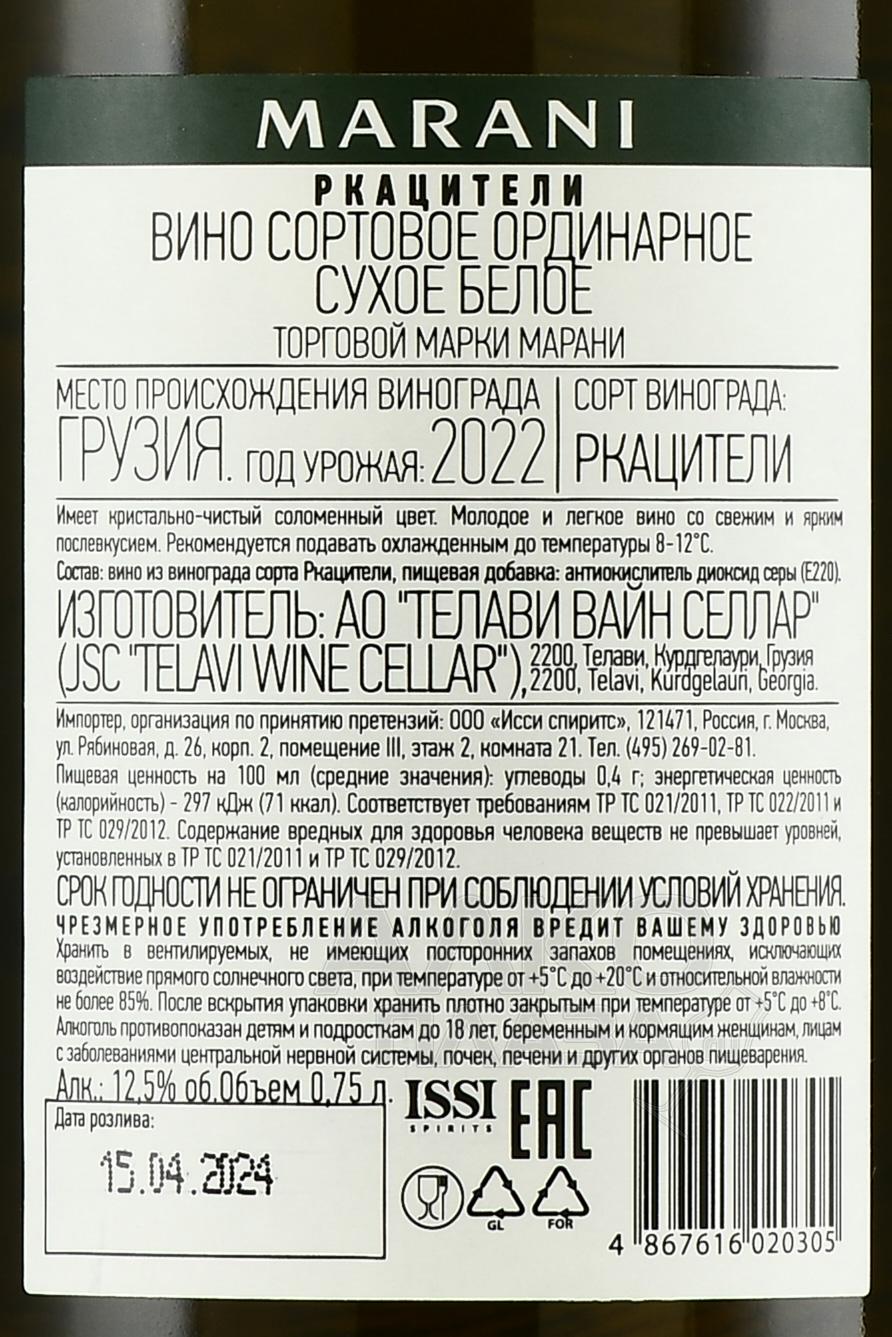 MARANI
РКАЦИТЕЛИ
ВИНО СОРТОВОЕ ОРДИНАРНОЕ
СУХОЕ БЕЛОЕ
ТОРГОВОЙ МАРКИ МАРАНИ
МЕСТО ПРОИСХОЖДЕНИЯ ВИНОГРАДА
ГРУЗИЯ. ГОД УРОЖАЯ: 2022
СОРТ ВИНОГРАДА:
РКАЦИТЕЛИ
Имеет кристально-чистый соломенный цвет. Молодое и легкое вино со свежим и ярким
послевкусием. Рекомендуется подавать охлажденным до температуры 8-12°С.
Состав: вино из винограда сорта Ркацители, пищевая добавка: антиокислитель диоксид серы (Е220).
ИЗГОТОВИТЕЛЬ: АО "ТЕЛАВИ ВАЙН СЕЛЛАР"
(JSC "TELAVI WINE CELLAR"), 2200, Телави, Курдгелаури, Грузия
2200, Telavi, Kurdgelauri, Georgia.
Импортер, организация по принятию претензий: ООО «Исси спиритс», 121471, Россия, г. Москва,
ул. Рябиновая, д. 26, корп. 2, помещение III, этаж 2, комната 21. Тел. (495) 269-02-81.
Пищевая ценность на 100 мл (средние значения): углеводы 0,4 г; энергетическая ценность
(калорийность) - 297 кДж (71 ккал). Соответствует требованиям ТР ТС 021/2011, ТР ТС 022/2011 и
ТР ТС 029/2012. Содержание вредных для здоровья человека веществ не превышает уровней,
установленных в ТР ТС 021/2011 и ТР ТС 029/2012.
СРОК ГОДНОСТИ НЕ ОГРАНИЧЕН ПРИ СОБЛЮДЕНИИ УСЛОВИЙ ХРАНЕНИЯ.
ЧРЕЗМЕРНОЕ УПОТРЕБЛЕНИЕ АЛКОГОЛЯ ВРЕДИТ ВАШЕМУ ЗДОРОВЬЮ
Хранить в вентилируемых, не имеющих посторонних запахов помещениях, исключающих
воздействие прямого солнечного света, при температуре от +5°С до +20°С и относительной влажности
не более 85%. После вскрытия упаковки хранить плотно закрытым при температуре от +5°С до +8°С.
Алкоголь противопоказан детям и подросткам до 18 лет, беременным и кормящим женщинам, лицам
с заболеваниями центральной нервной системы, почек, печени и других органов пищеварения.
Алк.: 12,5% об.Объем 0,75 л.
Дата розлива:
15.04.2024
ISSI
SPIRITS
EAC
GL
FOR
4 867616 020305